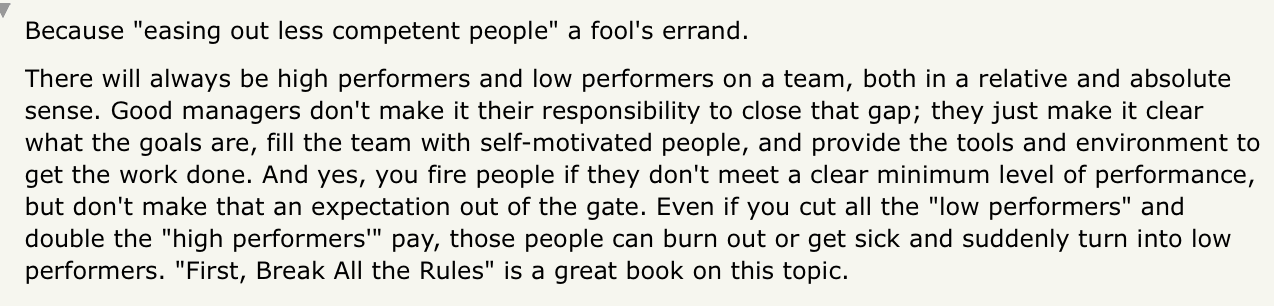 Because "easing out less competent people" a fool's errand.
There will always be high performers and low performers on a team, both in a relative and absolute
sense. Good managers don't make it their responsibility to close that gap; they just make it clear
what the goals are, fill the team with self-motivated people, and provide the tools and environment to
get the work done. And yes, you fire people if they don't meet a clear minimum level of performance,
but don't make that an expectation out of the gate. Even if you cut all the "low performers" and
double the "high performers'" pay, those people can burn out or get sick and suddenly turn into low
performers. "First, Break All the Rules" is a great book on this topic.